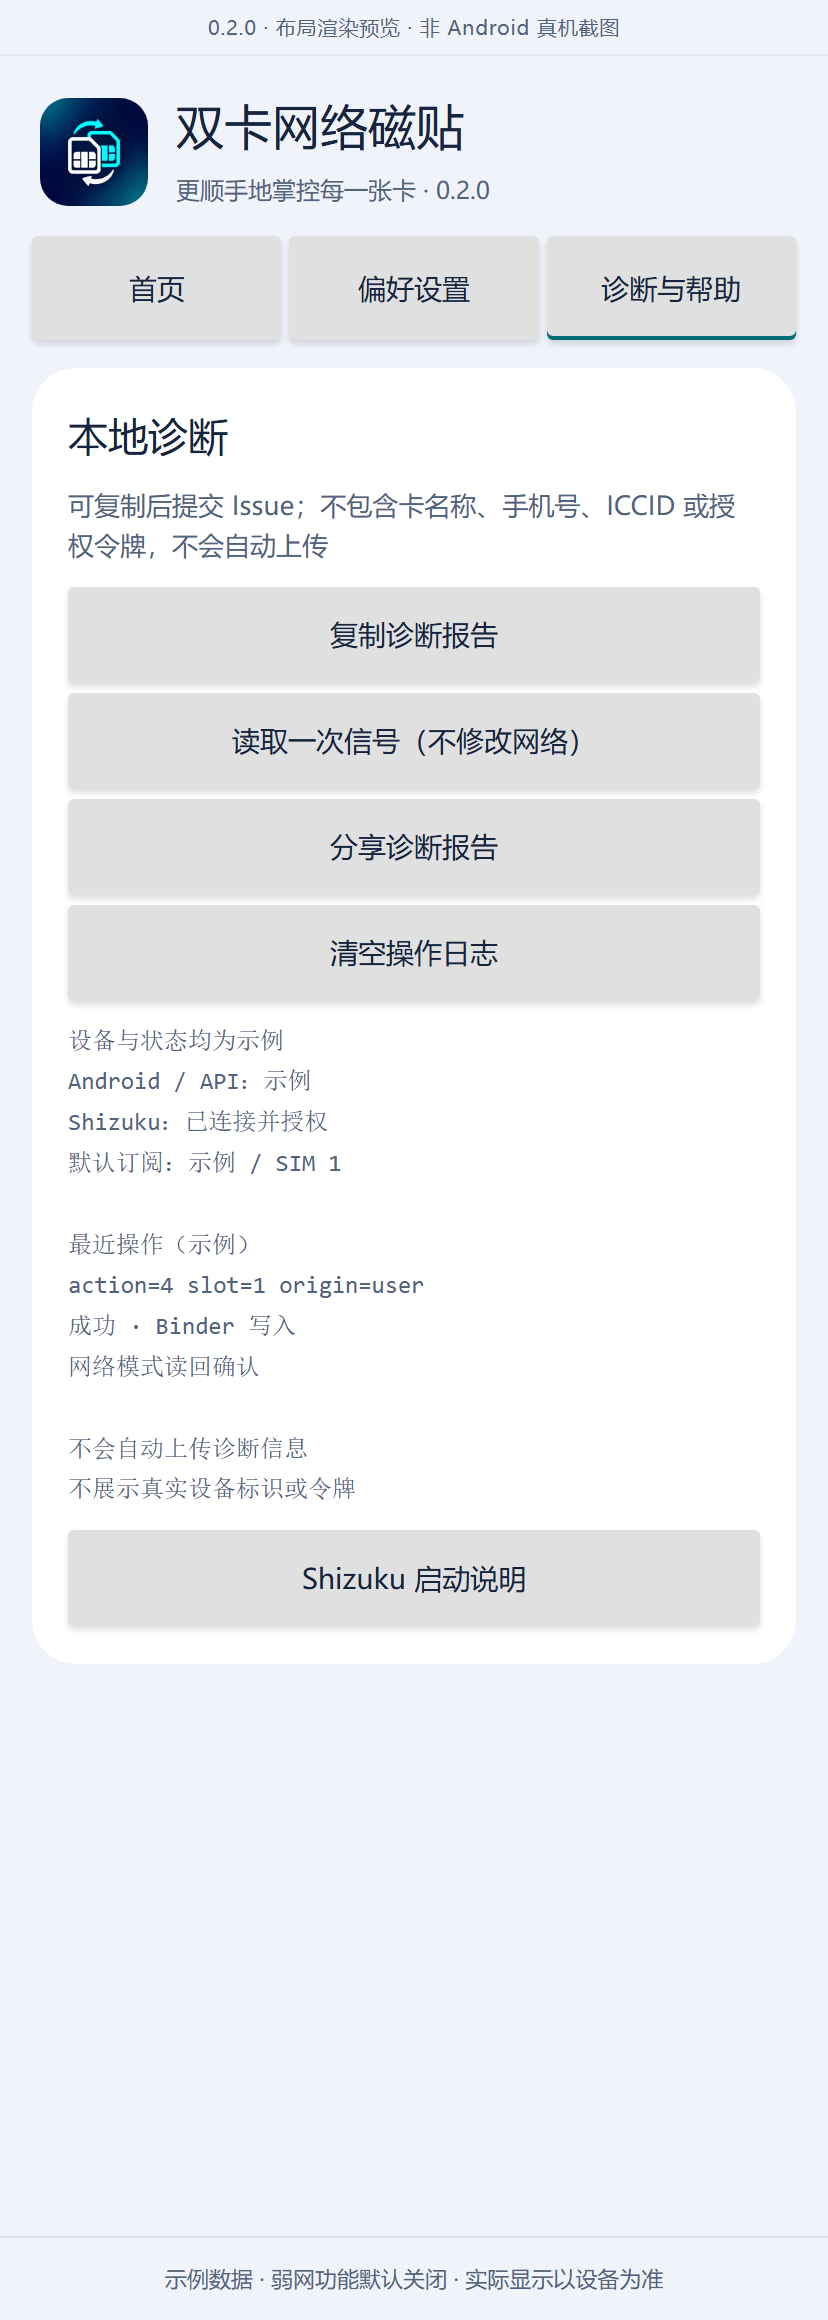 0.2.0 · 布局渲染预览 · 非 Android 真机截图
双卡网络磁贴
更顺手地掌控每一张卡 · 0.2.0
首页
偏好设置
诊断与帮助
本地诊断
可复制后提交 Issue；不包含卡名称、手机号、ICCID 或授
权令牌，不会自动上传
复制诊断报告
读取一次信号（不修改网络）
分享诊断报告
清空操作日志
设备与状态均为示例
Android / API：示例
Shizuku：已连接并授权
默认订阅：示例 / SIM 1
最近操作（示例）
action=4 slot=1 origin=user
成功 · Binder 写入
网络模式读回确认
不会自动上传诊断信息
不展示真实设备标识或令牌
Shizuku 启动说明
示例数据 · 弱网功能默认关闭 · 实际显示以设备为准